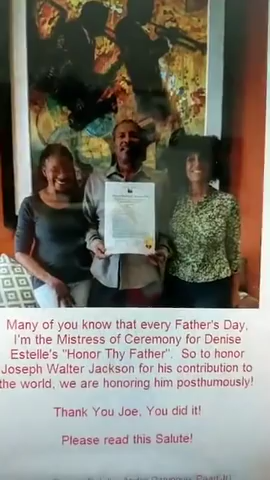 Many of you know that every Father's Day,
I'm the Mistress of Ceremony for Denise
Estelle's "Honor Thy Father". So to honor
Joseph Walter Jackson for his contribution to
the world, we are honoring him posthumously!
Thank You Joe, You did it!
Please read this Salute!